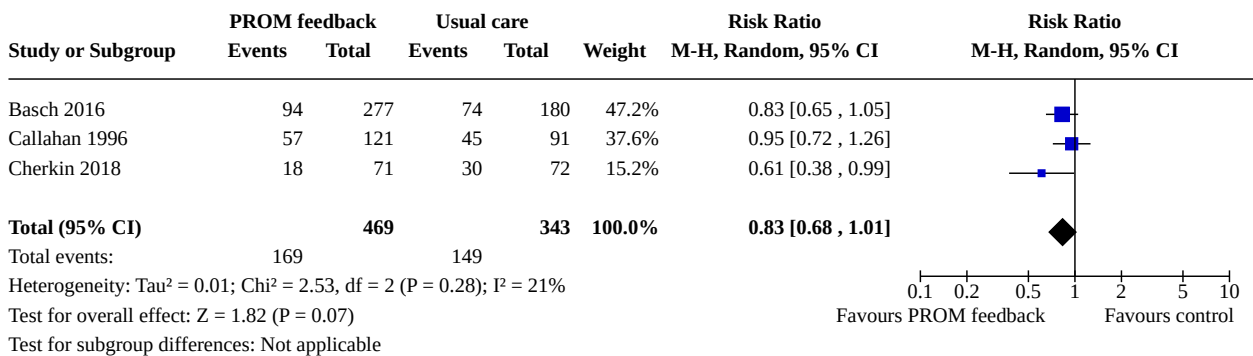 PROM feedback Usual care Risk Ratio Risk Ratio
Study or Subgroup Events Total Events Total Weight M-H, Random, 95% CI M-H, Random, 95% CI
Basch 2016 94 277 74 180 47.2% 0.83 [0.65 , 1.05]
Callahan 1996 57 121 45 91 37.6% 0.95 [0.72 , 1.26]
Cherkin 2018 18 71 30 72 15.2% 0.61 [0.38 , 0.99]
Total (95% CI) 469 343 100.0% 0.83 [0.68 , 1.01]
Total events: 169 149
Heterogeneity: Tau² = 0.01; Chi² = 2.53, df = 2 (P = 0.28); I² = 21%
0.1 0.2 0.5 1 2 5 10
Test for overall effect: Z = 1.82 (P = 0.07) Favours PROM feedback Favours control
Test for subgroup differences: Not applicable